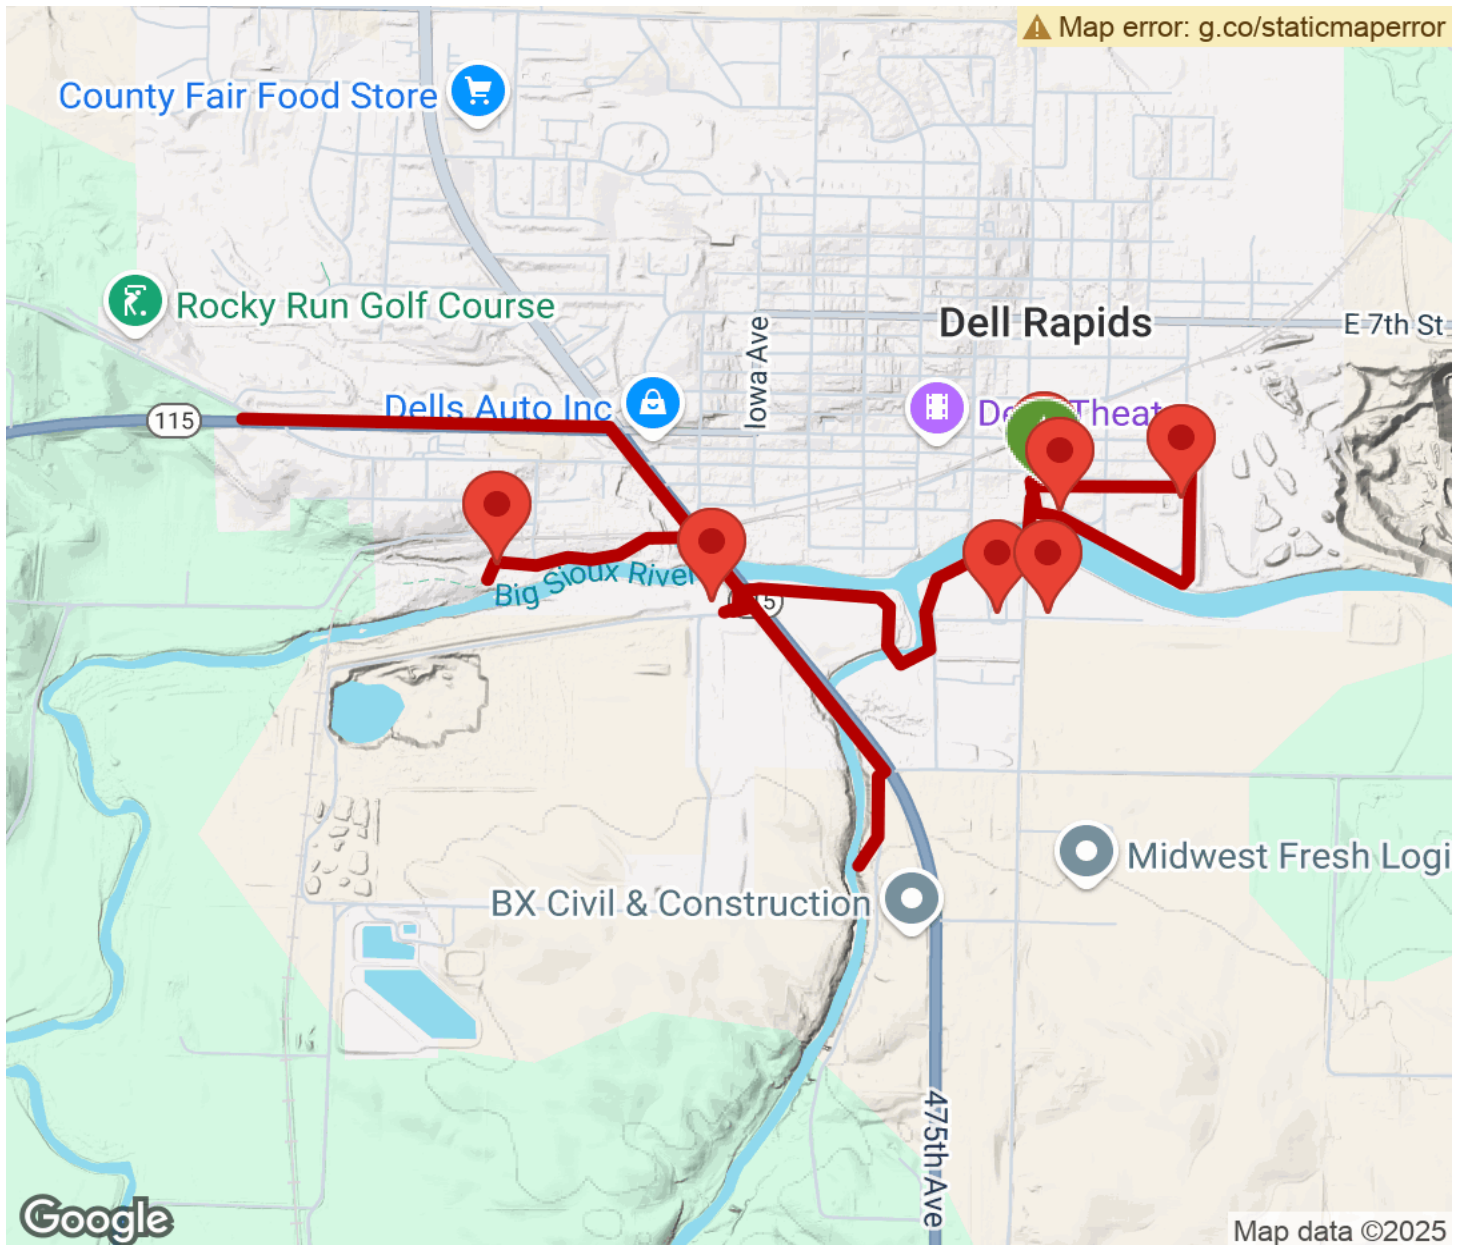 Map error: g.co/staticmaperror
County Fair Food Store
Rocky Run Golf Course
Dell Rapids
E 7th St
Iowa Ave
115
Dells Auto Inc
Big Sioux River
BX Civil & Construction
Midwest Fresh Logi
475th Ave
Google
Map data ©2025